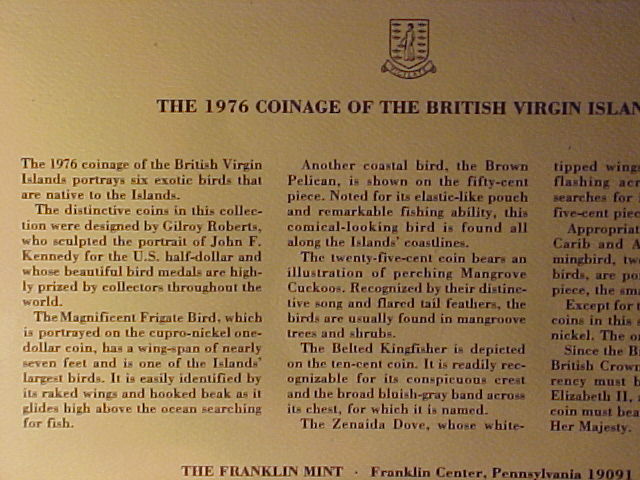 THE 1976 COINAGE OF THE BRITISH VIRGIN
The 1976 coinage of the British Virgin
Islands portrays six exotic birds that
are native to the Islands.
The distinctive coins in this collec-
tion were designed by Gilroy Roberts,
who sculpted the portrait of John F.
Kennedy for the U.S. half-dollar and
whose beautiful bird medals are high-
ly prized by collectors throughout the
world.
The Magnificent Frigate Bird, which
is portrayed on the cupro-nickel one-
dollar coin, has a wing-span of nearly
seven feet and is one of the Islands'
largest birds. It is easily identified by
its raked wings and hooked beak as it
glides high above the ocean searching
for fish.
Another coastal bird, the Brown
Pelican, is shown on the fifty-cent
piece. Noted for its elastic-like pouch
and remarkable fishing ability, this
comical-looking bird is found all
along the Islands' coastlines.
The twenty-five-cent coin bears an
illustration of perching Mangrove
Cuckoos. Recognized by their distinc-
tive song and flared tail feathers, the
birds are usually found in mangroove
trees and shrubs.
The Belted Kingfisher is depicted
on the ten-cent coin. It is readily rec-
ognizable for its conspicuous crest
and the broad bluish-gray band across
its chest, for which it is named.
The Zenaida Dove, whose white-
tipped wings
flashing
searches for
five-cent
Appropriat
Carib and
mingbird,
birds, are
piece, the
Except for
coins in this
nickel. The
Since the
British Crown
rency must
Elizabeth II,
coin must
Her Majesty.
THE FRANKLIN MINT · Franklin Center, Pennsylvania 19091